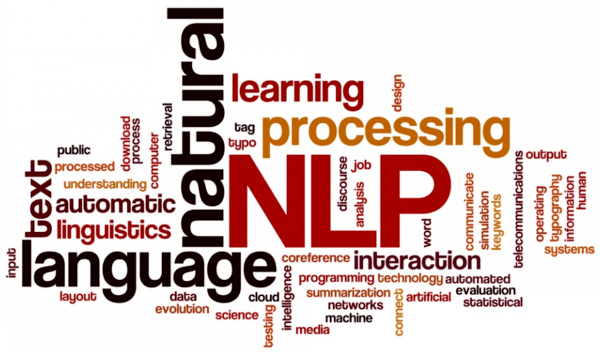 natural
learning
design
processing
tag
typo
retrieval
download
process
computer
public
processed
understanding
text
automatic
linguistics
NLP
discourse
job
analysis
word
communicate
simulation
keywords
telecommunications
output
operating
typography
information
human
systems
input
language
layout
coreference
interaction
programming
technology
automated
data
cloud
intelligence
summarization
evaluation
evolution
science
testing
networks
connect
artificial
statistical
machine
media